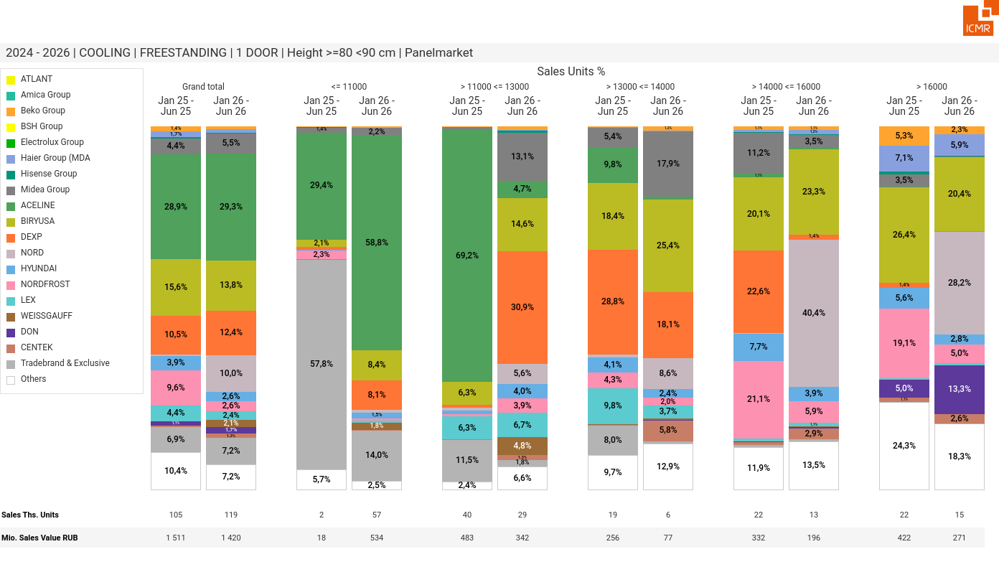 ICMR
2024 - 2026 | COOLING | FREESTANDING | 1 DOOR | Height >=80 <90 cm | Panelmarket
Sales Units %
ATLANT
Amica Group
Beko Group
BSH Group
Electrolux Group
Haier Group (MDA
Hisense Group
Midea Group
ACELINE
BIRYUSA
DEXP
NORD
HYUNDAI
NORDFROST
LEX
WEISSGAUFF
DON
CENTEK
Tradebrand & Exclusive
Others
Grand total
Jan 25 -
Jun 25
1,4%
1,7%
4,4%
28,9%
15,6%
10,5%
3,9%
9,6%
4,4%
1,1%
6,9%
10,4%
Jan 26 -
Jun 26
5,5%
29,3%
13,8%
12,4%
10,0%
2,6%
2,6%
2,4%
2,1%
1,7%
1,3%
7,2%
7,2%
<= 11000
Jan 25 -
Jun 25
1,4%
29,4%
2,1%
2,3%
57,8%
5,7%
Jan 26 -
Jun 26
2,2%
58,8%
8,4%
8,1%
1,5%
1,8%
14,0%
2,5%
> 11000 <= 13000
Jan 25 -
Jun 25
69,2%
6,3%
6,3%
11,5%
2,4%
Jan 26 -
Jun 26
13,1%
4,7%
14,6%
30,9%
5,6%
4,0%
3,9%
6,7%
4,8%
1,3%
1,8%
6,6%
> 13000 <= 14000
Jan 25 -
Jun 25
5,4%
9,8%
18,4%
28,8%
4,1%
4,3%
9,8%
8,0%
9,7%
Jan 26 -
Jun 26
1,2%
17,9%
25,4%
18,1%
8,6%
2,4%
2,0%
3,7%
5,8%
12,9%
> 14000 <= 16000
Jan 25 -
Jun 25
1,1%
11,2%
1,1%
20,1%
22,6%
7,7%
21,1%
11,9%
Jan 26 -
Jun 26
1,1%
1,2%
3,5%
23,3%
1,4%
40,4%
3,9%
5,9%
1,1%
2,9%
13,5%
> 16000
Jan 25 -
Jun 25
5,3%
7,1%
3,5%
26,4%
1,4%
5,6%
19,1%
5,0%
1,1%
24,3%
Jan 26 -
Jun 26
2,3%
5,9%
20,4%
28,2%
2,8%
5,0%
13,3%
2,6%
18,3%
Sales Ths. Units 105 119 2 57 40 29 19 6 22 13 22 15
Mio. Sales Value RUB 1 511 1 420 18 534 483 342 256 77 332 196 422 271